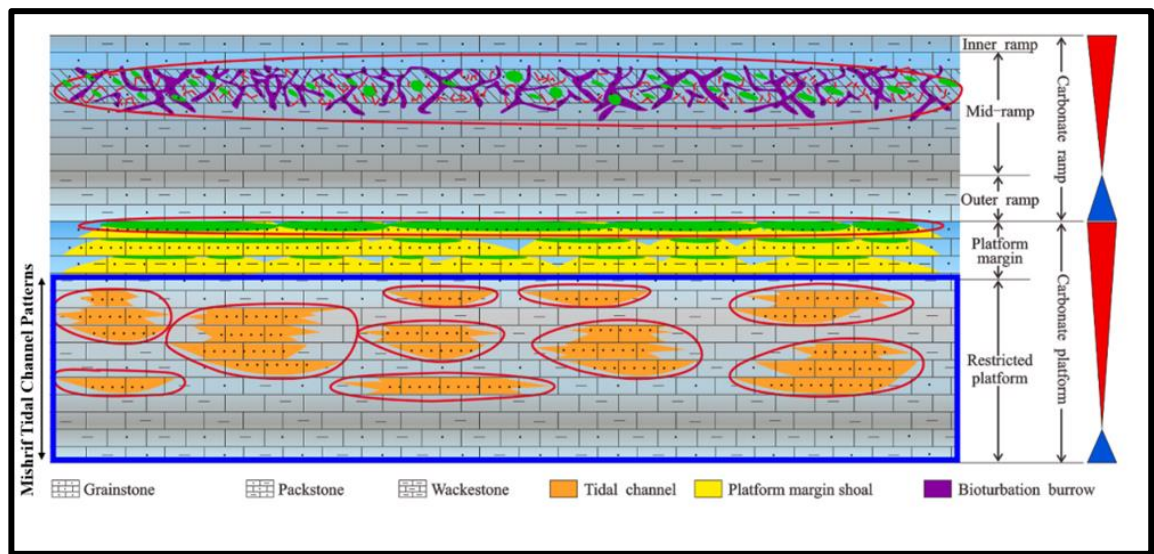 Inner ramp
Mid-ramp
Outer ramp
Carbonate ramp
Platform
margin
Restricted
platform
Carbonate platform
Mishrif Tidal Channel Patterns
Grainstone
Packstone
Wackestone
Tidal channel
Platform margin shoal
Bioturbation burrow